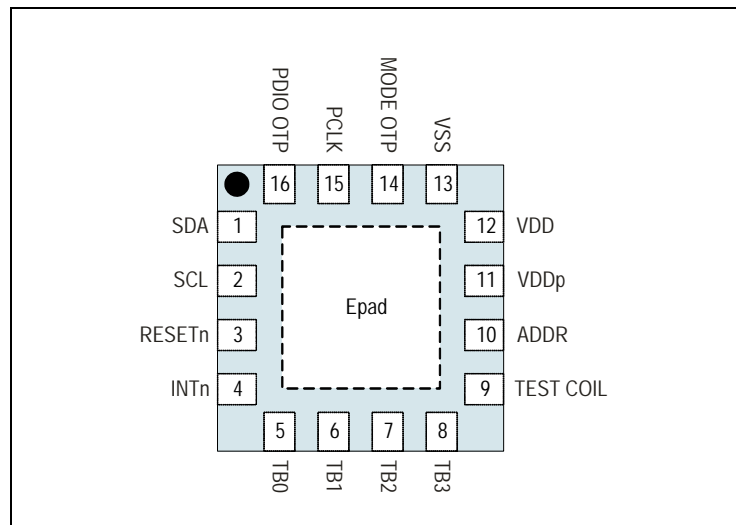 PDIO OTP
PCLK
MODE OTP
VSS
16
15
14
13
SDA
1
12
VDD
SCL
2
11
VDDp
Epad
RESETn
3
10
ADDR
INTn
4
9
TEST COIL
5
6
7
8
TB0
TB1
TB2
TB3